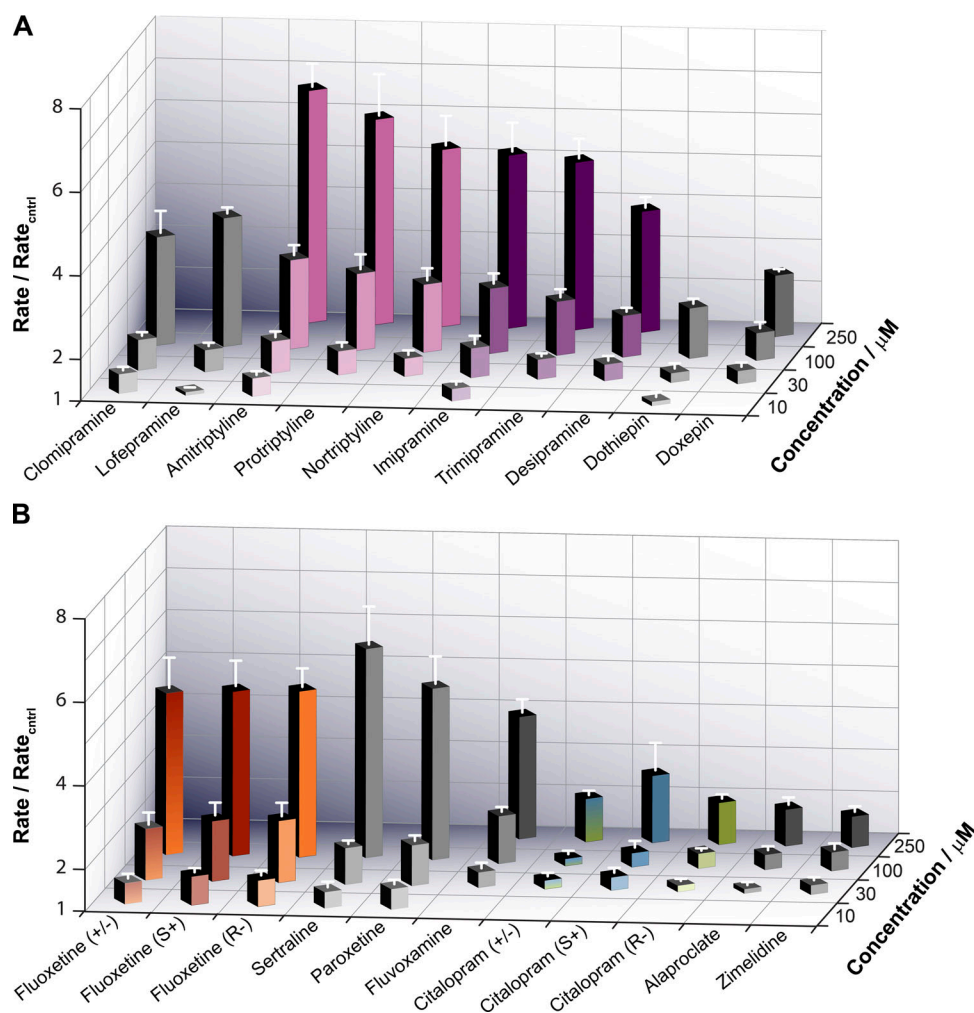 A
8
6
4
2
1
Rate / Rate_cntrl
250
100
30
10
Concentration / μM
Clomipramine
Lofepramine
Amitriptyline
Protriptyline
Nortriptyline
Imipramine
Trimipramine
Desipramine
Dothiepin
Doxepin
B
8
6
4
2
1
Rate / Rate_cntrl
250
100
30
10
Concentration / μM
Fluoxetine (+/-)
Fluoxetine (S+)
Fluoxetine (R-)
Sertraline
Paroxetine
Fluvoxamine
Citalopram (+/-)
Citalopram (S+)
Citalopram (R-)
Alaproclate
Zimelidine